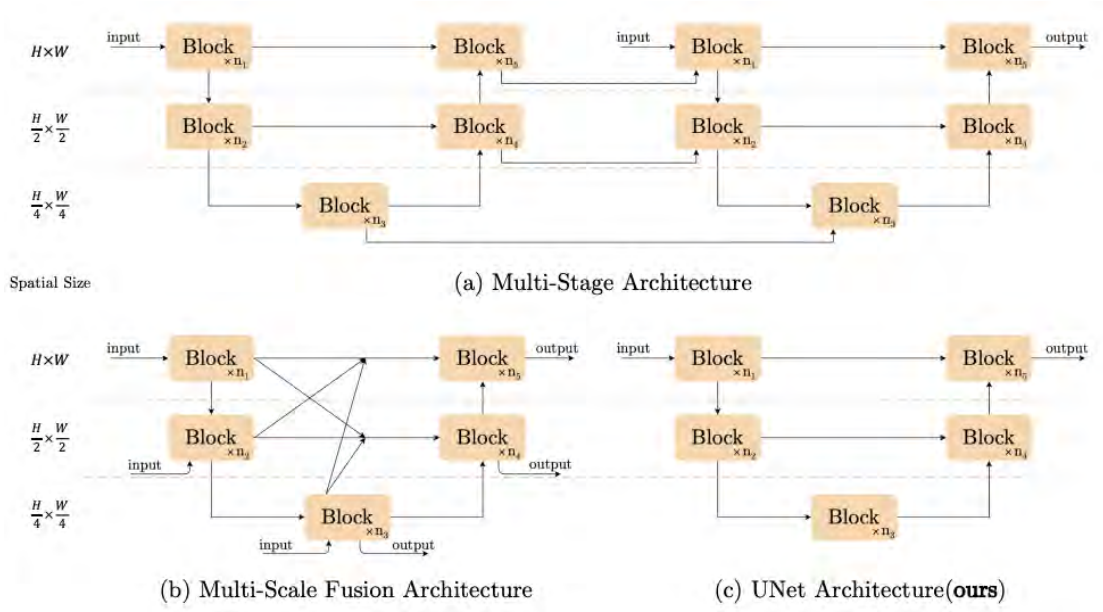 H×W
input
Block ×n₁
Block ×n₅
input
Block ×n₁
Block ×n₅
output
H/2 × W/2
Block ×n₂
Block ×n₄
Block ×n₂
Block ×n₄
H/4 × W/4
Block ×n₃
Block ×n₃
Spatial Size
(a) Multi-Stage Architecture
H×W
input
Block ×n₁
Block ×n₅
output
input
Block ×n₁
Block ×n₅
output
H/2 × W/2
Block ×n₂
Block ×n₄
Block ×n₂
Block ×n₄
input
output
H/4 × W/4
Block ×n₃
Block ×n₃
input
output
(b) Multi-Scale Fusion Architecture
(c) UNet Architecture(ours)